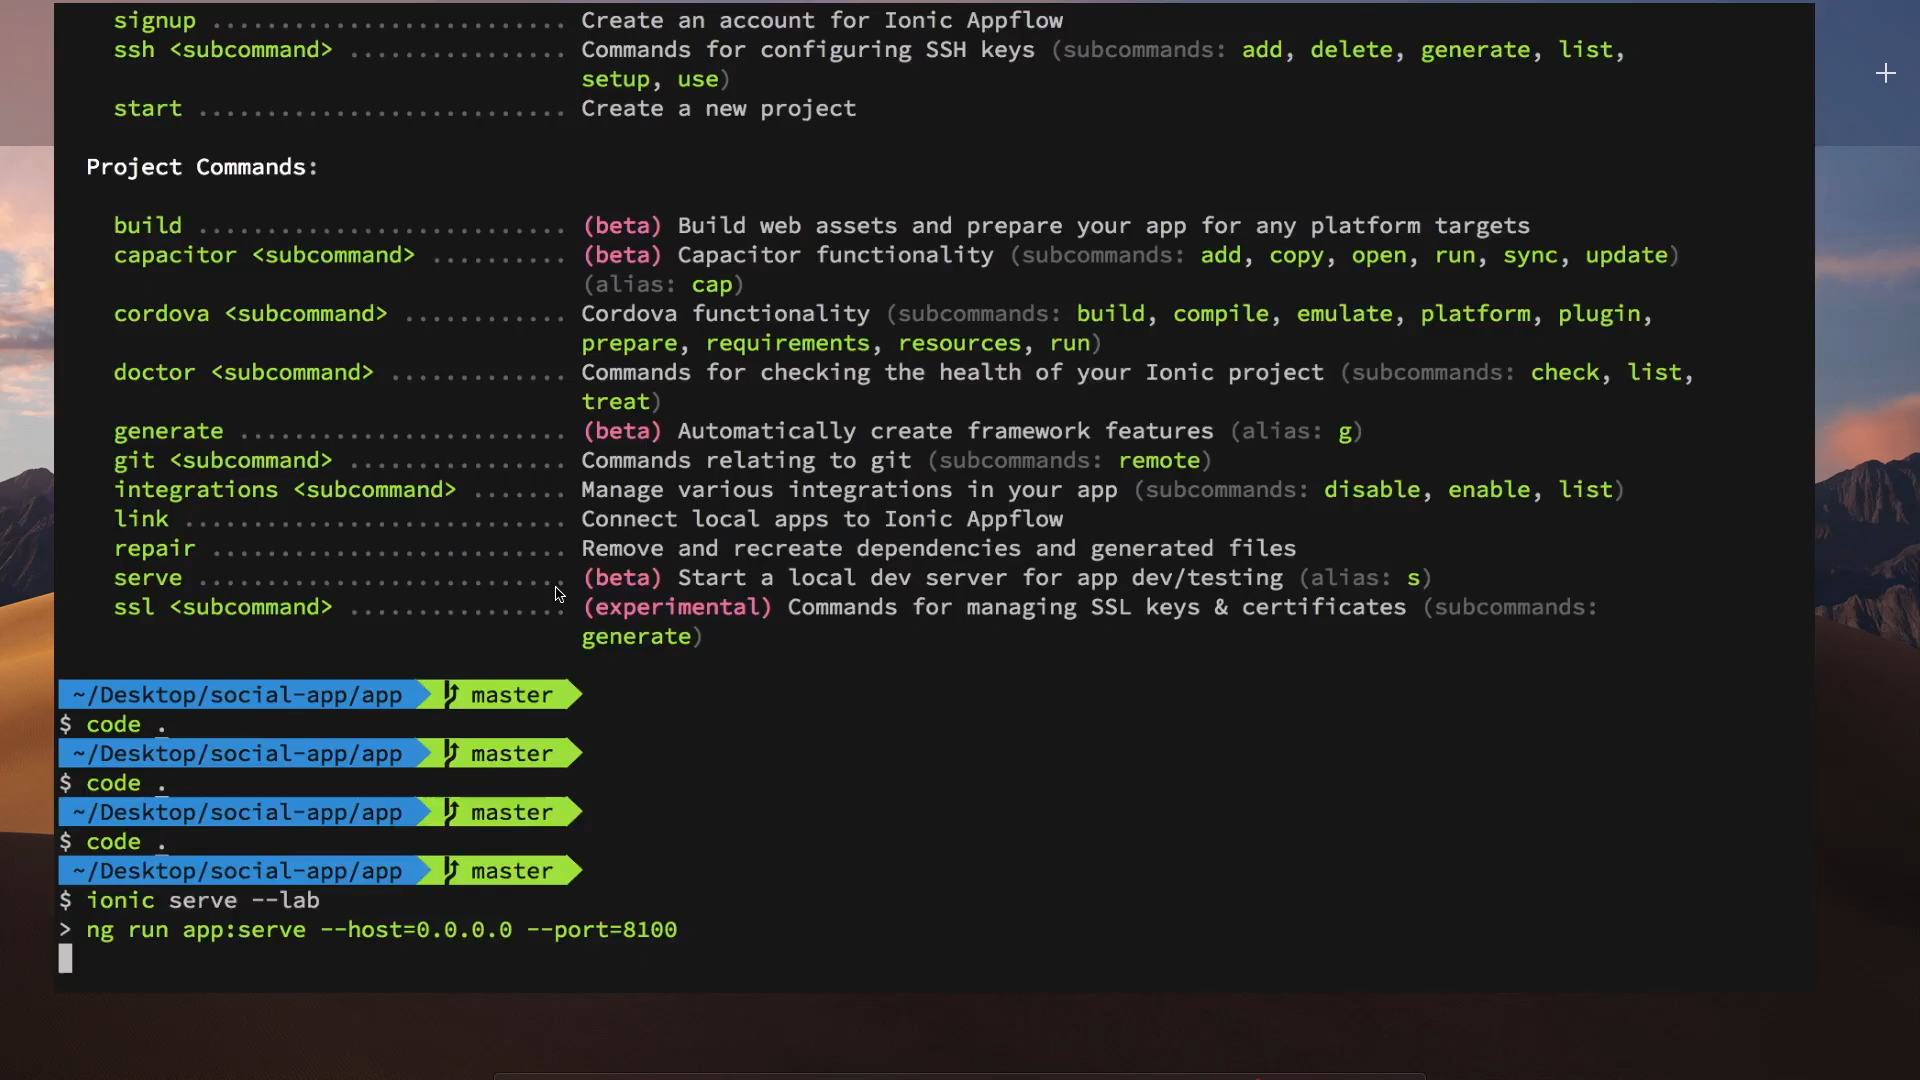 signup .......................... Create an account for Ionic Appflow
ssh <subcommand> ................ Commands for configuring SSH keys (subcommands: add, delete, generate, list,
setup, use)
start ........................... Create a new project
Project Commands:
build ........................... (beta) Build web assets and prepare your app for any platform targets
capacitor <subcommand> .......... (beta) Capacitor functionality (subcommands: add, copy, open, run, sync, update)
(alias: cap)
cordova <subcommand> ............ Cordova functionality (subcommands: build, compile, emulate, platform, plugin,
prepare, requirements, resources, run)
doctor <subcommand> ............. Commands for checking the health of your Ionic project (subcommands: check, list,
treat)
generate ........................ (beta) Automatically create framework features (alias: g)
git <subcommand> ................ Commands relating to git (subcommands: remote)
integrations <subcommand> ....... Manage various integrations in your app (subcommands: disable, enable, list)
link ............................ Connect local apps to Ionic Appflow
repair .......................... Remove and recreate dependencies and generated files
serve ........................... (beta) Start a local dev server for app dev/testing (alias: s)
ssl <subcommand> ................ (experimental) Commands for managing SSL keys & certificates (subcommands:
generate)
~/Desktop/social-app/app master
$ code .
~/Desktop/social-app/app master
$ code .
~/Desktop/social-app/app master
$ code .
~/Desktop/social-app/app master
$ ionic serve --lab
> ng run app:serve --host=0.0.0.0 --port=8100